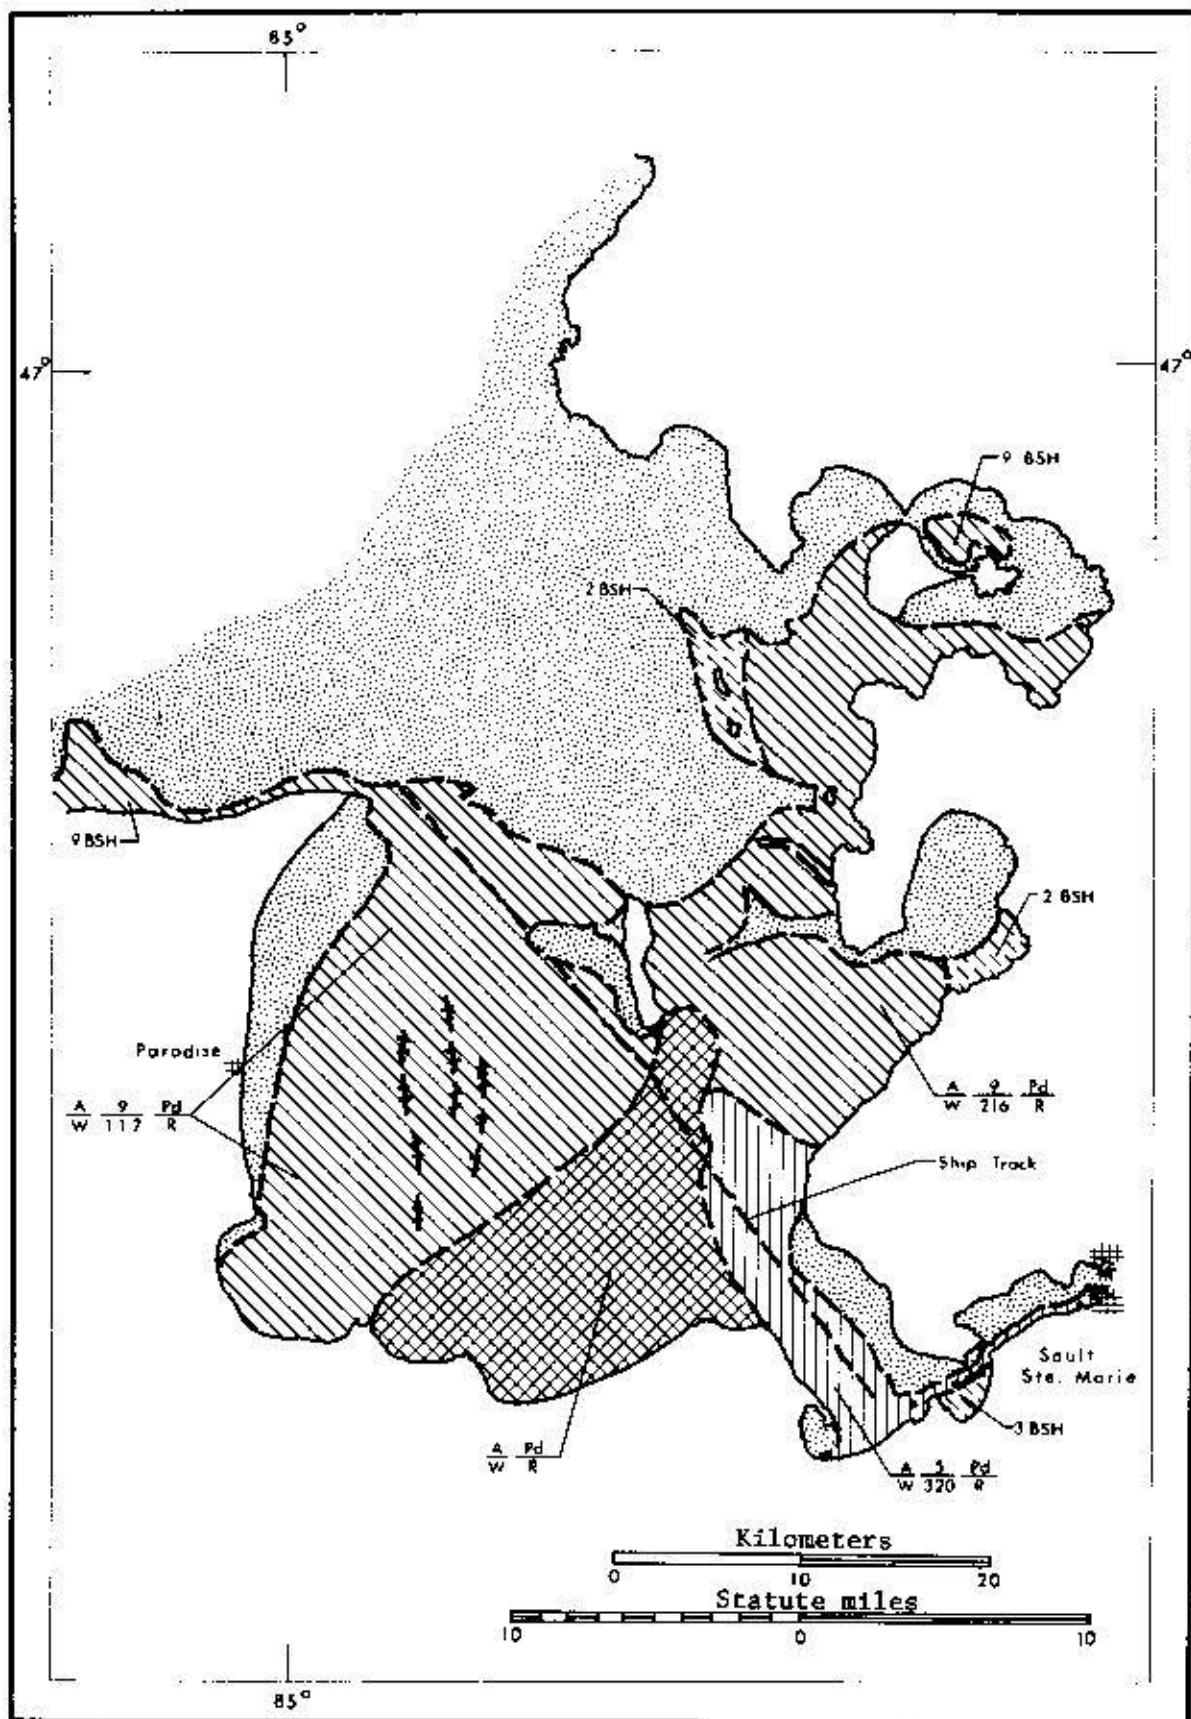 85°
47°
47°
9 BSH
2 BSH
9 BSH
2 BSH
Paradise
A 9 Pd
W 117 R
A 9 Pd
W 216 R
Ship Track
Sault
Ste. Marie
3 BSH
A Pd
W R
A 5 Pd
W 320 R
Kilometers
0 10 20
Statute miles
10 0 10
85°